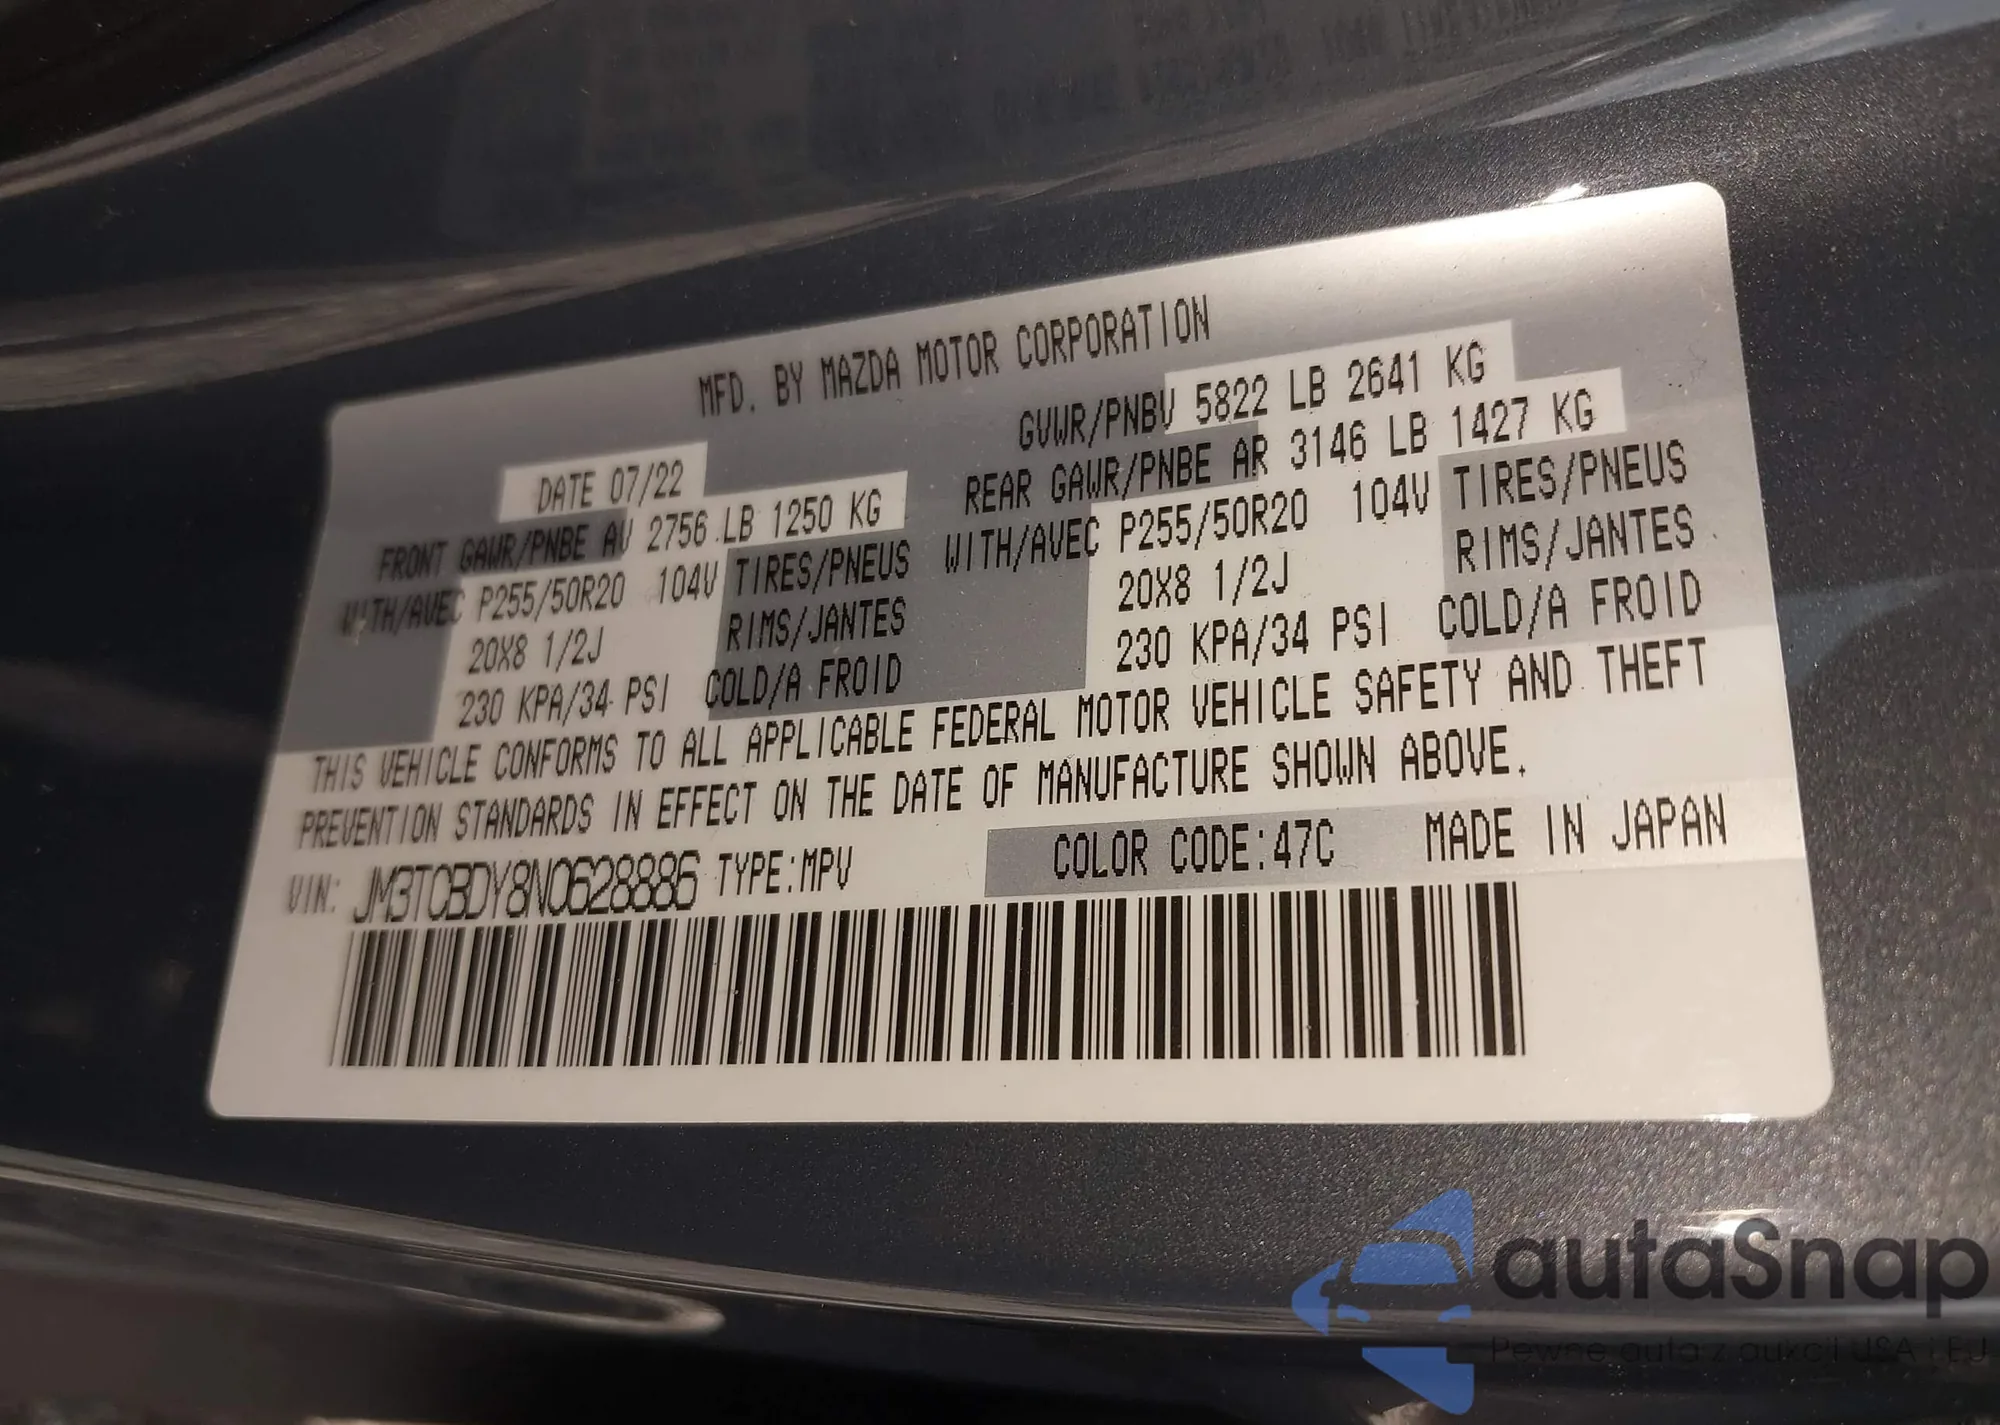 MFD. BY MAZDA MOTOR CORPORATION
DATE 07/22 GVWR/PNBV 5822 LB 2641 KG
FRONT GAWR/PNBE AV 2756 LB 1250 KG REAR GAWR/PNBE AR 3146 LB 1427 KG
WITH/AVEC P255/50R20 104V TIRES/PNEUS WITH/AVEC P255/50R20 104V TIRES/PNEUS
20X8 1/2J RIMS/JANTES 20X8 1/2J RIMS/JANTES
230 KPA/34 PSI COLD/A FROID 230 KPA/34 PSI COLD/A FROID
THIS VEHICLE CONFORMS TO ALL APPLICABLE FEDERAL MOTOR VEHICLE SAFETY AND THEFT
PREVENTION STANDARDS IN EFFECT ON THE DATE OF MANUFACTURE SHOWN ABOVE.
VIN: JM3TCBDY8N0628886 TYPE:MPV COLOR CODE:47C MADE IN JAPAN
autaSnap
Pewne auta z aukcji USA i EU